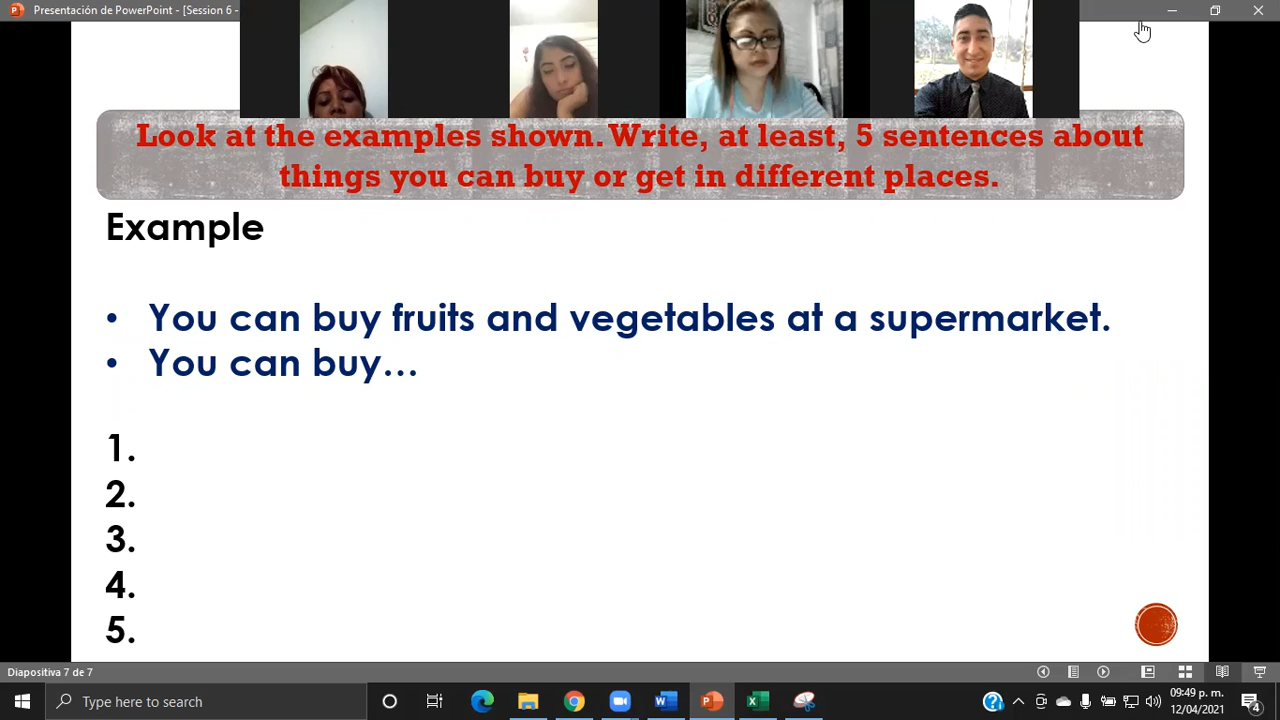 Presentación de PowerPoint - [Session 6 -
Look at the examples shown. Write, at least, 5 sentences about
things you can buy or get in different places.
Example
• You can buy fruits and vegetables at a supermarket.
• You can buy...
1.
2.
3.
4.
5.
Diapositiva 7 de 7
Type here to search
09:49 p. m.
12/04/2021
4